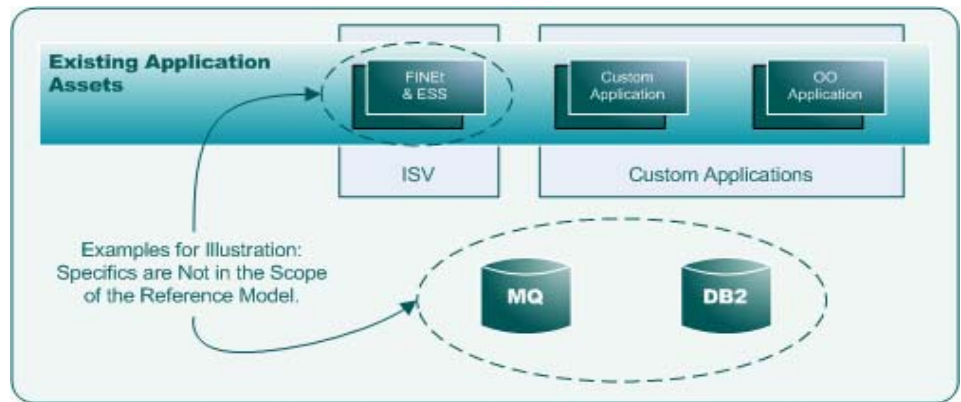 Existing Application
Assets
FINEt
& ESS
Custom
Application
OO
Application
ISV
Custom Applications
Examples for Illustration:
Specifics are Not in the Scope
of the Reference Model.
MQ
DB2